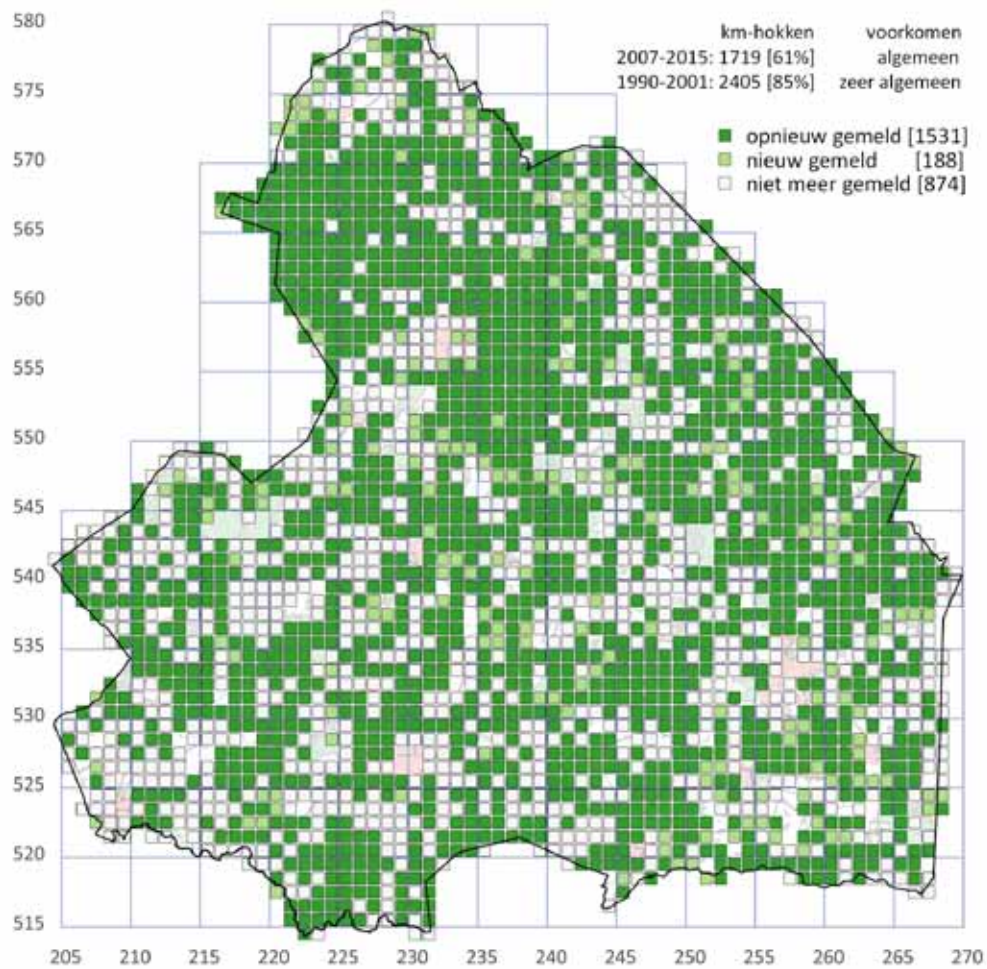 km-hokken voorkomen
2007-2015: 1719 [61%] algemeen
1990-2001: 2405 [85%] zeer algemeen
opnieuw gemeld [1531]
nieuw gemeld [188]
niet meer gemeld [874]
580
575
570
565
560
555
550
545
540
535
530
525
520
515
205 210 215 220 225 230 235 240 245 250 255 260 265 270